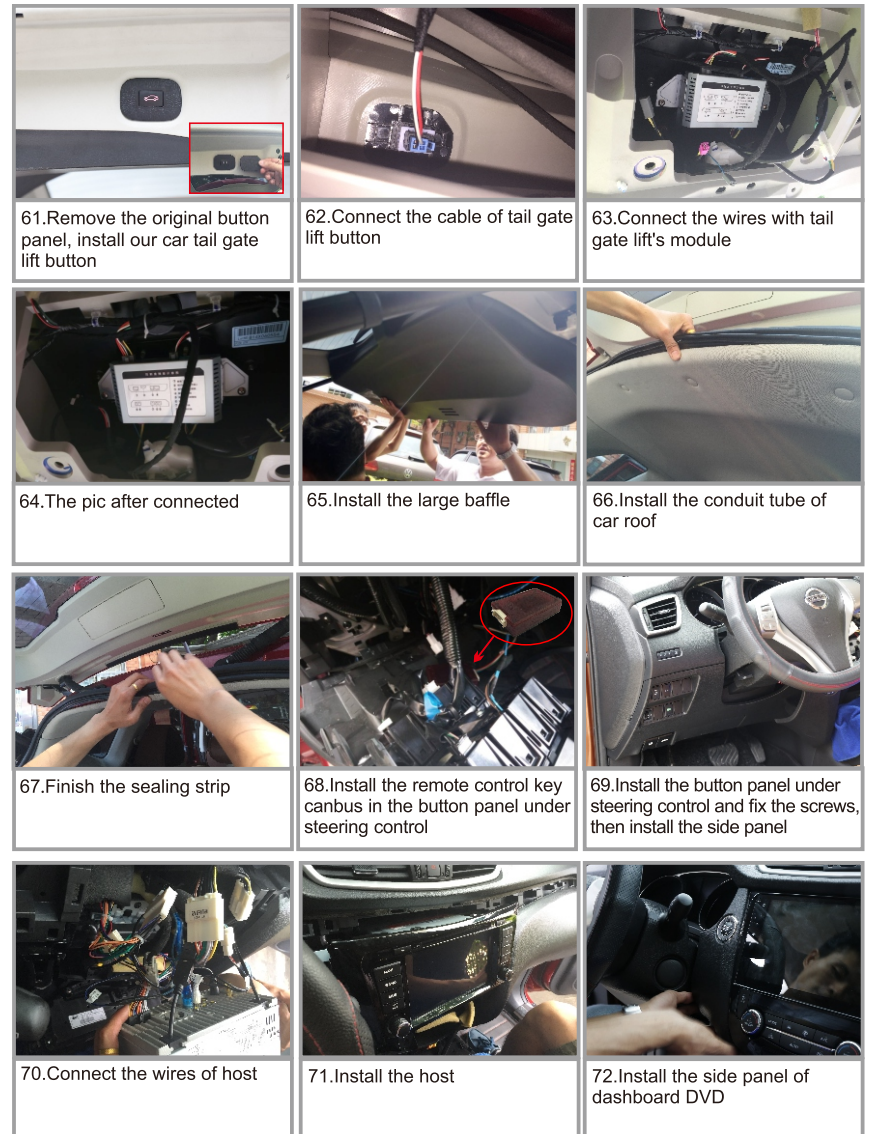 61.Remove the original button
panel, install our car tail gate
lift button
62.Connect the cable of tail gate
lift button
63.Connect the wires with tail
gate lift's module
64.The pic after connected
65.Install the large baffle
66.Install the conduit tube of
car roof
67.Finish the sealing strip
68.Install the remote control key
canbus in the button panel under
steering control
69.Install the button panel under
steering control and fix the screws,
then install the side panel
70.Connect the wires of host
71.Install the host
72.Install the side panel of
dashboard DVD